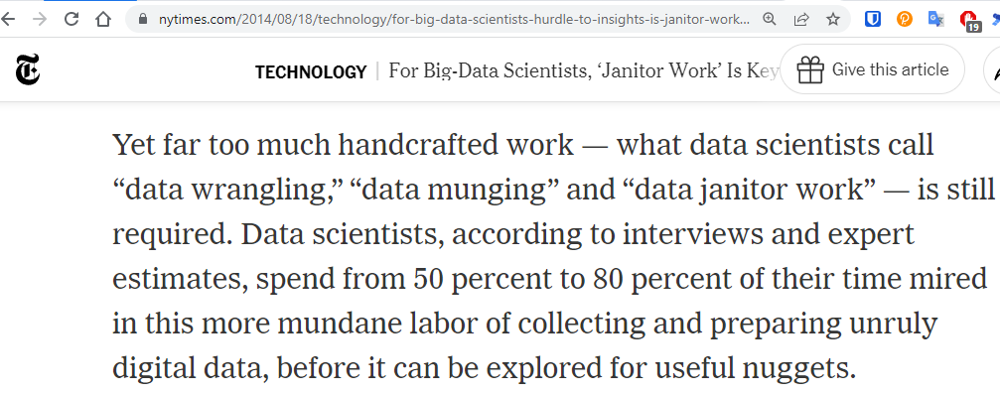 nytimes.com/2014/08/18/technology/for-big-data-scientists-hurdle-to-insights-is-janitor-work...
19
TECHNOLOGY | For Big-Data Scientists, ‘Janitor Work’ Is Key
Give this article
Yet far too much handcrafted work — what data scientists call
“data wrangling,” “data munging” and “data janitor work” — is still
required. Data scientists, according to interviews and expert
estimates, spend from 50 percent to 80 percent of their time mired
in this more mundane labor of collecting and preparing unruly
digital data, before it can be explored for useful nuggets.